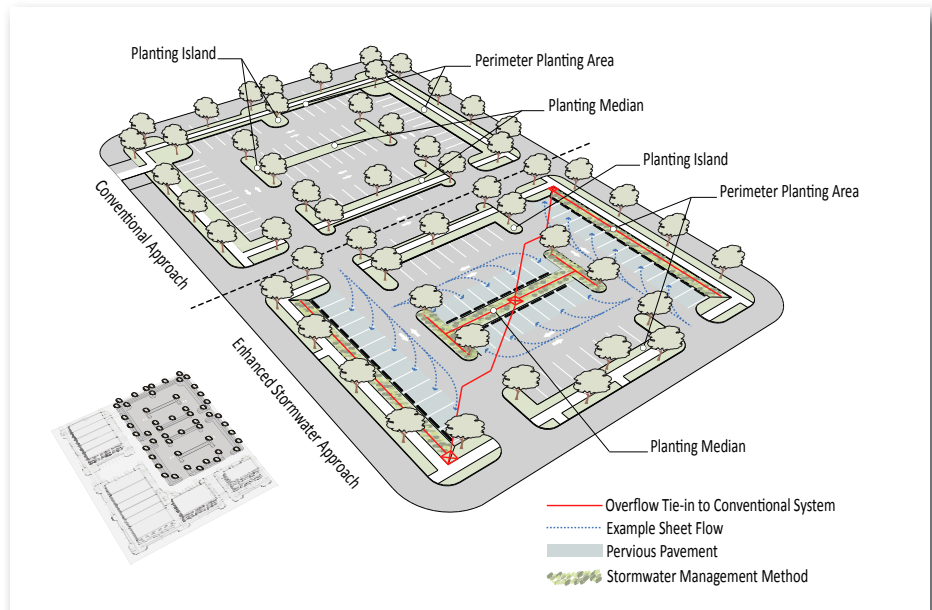 Planting Island
Perimeter Planting Area
Planting Median
Planting Island
Perimeter Planting Area
Conventional Approach
Enhanced Stormwater Approach
Planting Median
Overflow Tie-in to Conventional System
Example Sheet Flow
Pervious Pavement
Stormwater Management Method